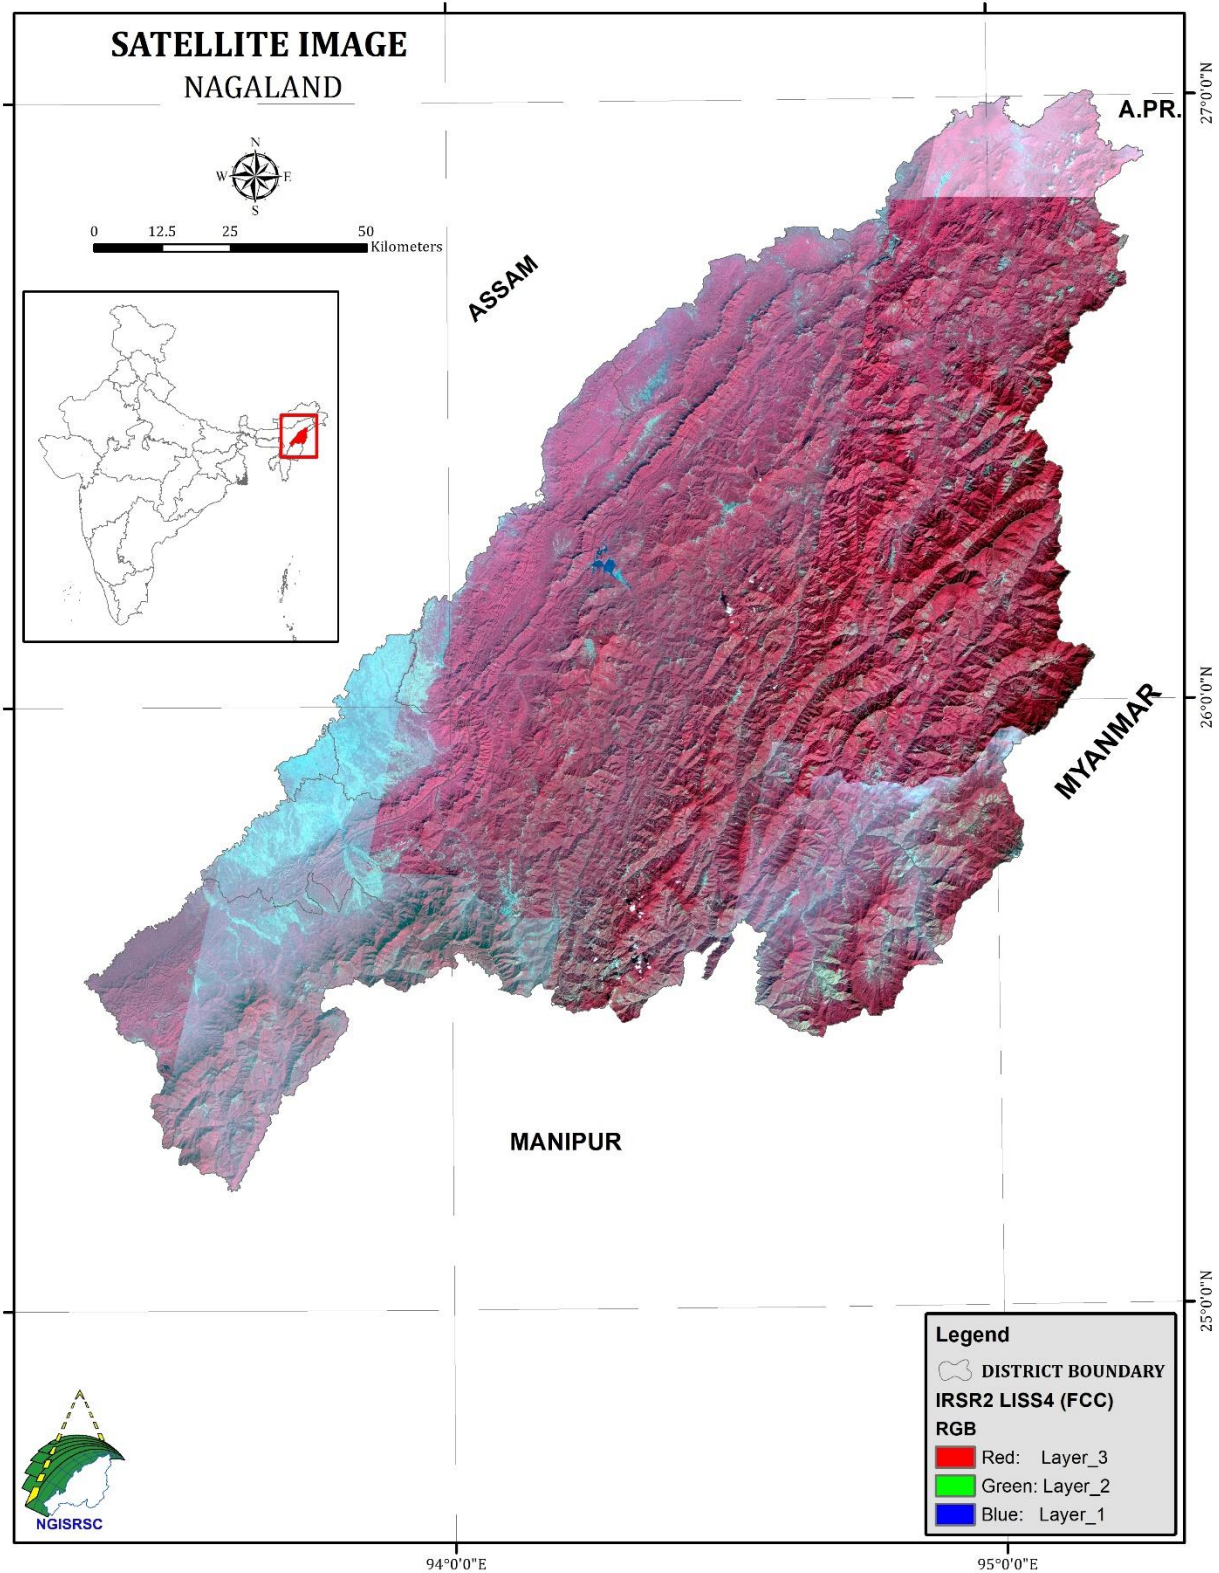 SATELLITE IMAGE
NAGALAND
N
W E
S
0 12.5 25 50
Kilometers
A.PR.
27°0'0"N
ASSAM
26°0'0"N
MYANMAR
MANIPUR
25°0'0"N
Legend
DISTRICT BOUNDARY
IRSR2 LISS4 (FCC)
RGB
Red: Layer_3
Green: Layer_2
Blue: Layer_1
NGISRSC
94°0'0"E
95°0'0"E